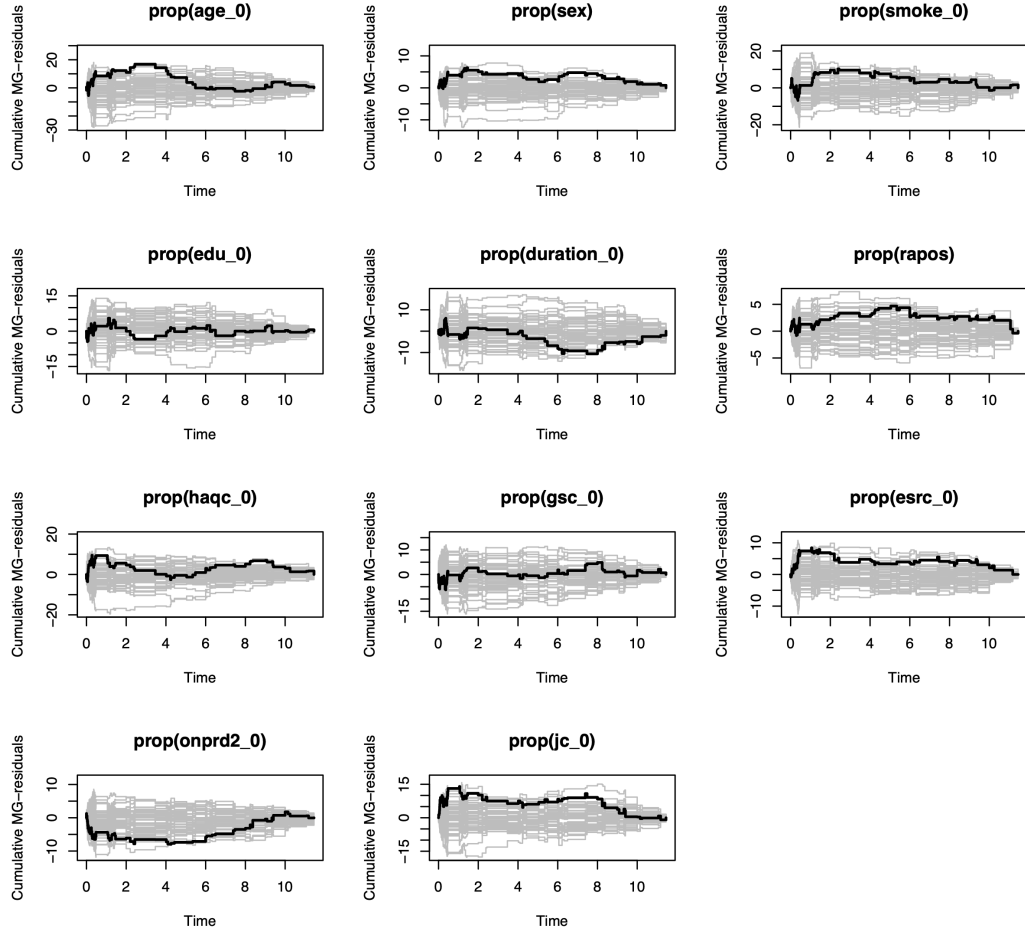 prop(age_0)
Cumulative MG−residuals
20
0
−30
0 2 4 6 8 10
Time
prop(sex)
Cumulative MG−residuals
10
0
−10
0 2 4 6 8 10
Time
prop(smoke_0)
Cumulative MG−residuals
20
0
−20
0 2 4 6 8 10
Time
prop(edu_0)
Cumulative MG−residuals
15
0
−15
0 2 4 6 8 10
Time
prop(duration_0)
Cumulative MG−residuals
10
−10
0 2 4 6 8 10
Time
prop(rapos)
Cumulative MG−residuals
5
0
−5
0 2 4 6 8 10
Time
prop(haqc_0)
Cumulative MG−residuals
20
0
−20
0 2 4 6 8 10
Time
prop(gsc_0)
Cumulative MG−residuals
10
0
−15
0 2 4 6 8 10
Time
prop(esrc_0)
Cumulative MG−residuals
10
0
−10
0 2 4 6 8 10
Time
prop(onprd2_0)
Cumulative MG−residuals
10
0
−10
0 2 4 6 8 10
Time
prop(jc_0)
Cumulative MG−residuals
15
0
−15
0 2 4 6 8 10
Time